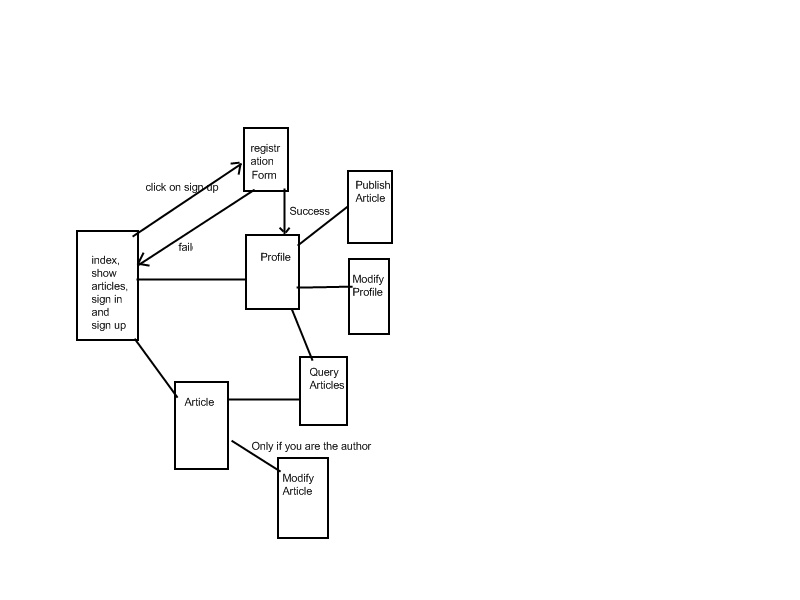 registr
ation
Form
click on sign up
Publish
Article
Success
fail
index,
show
articles,
sign in
and
sign up
Profile
Modify
Profile
Query
Articles
Article
Only if you are the author
Modify
Article